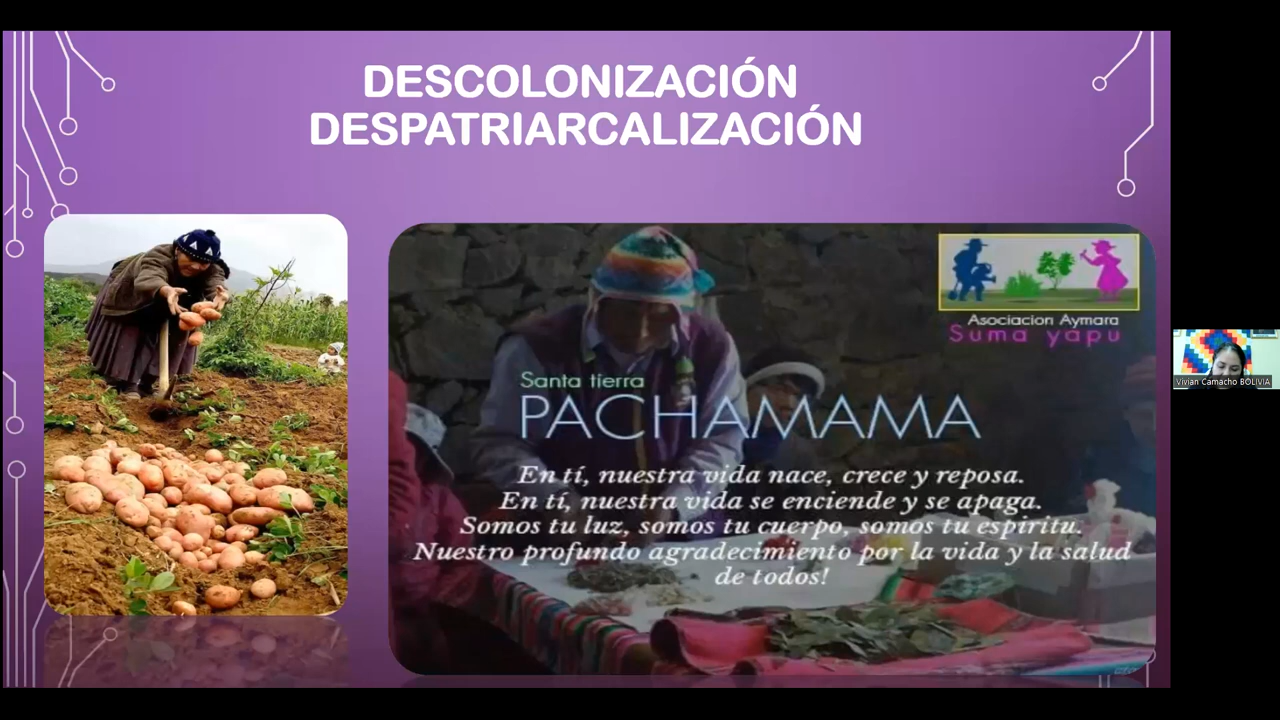 DESCOLONIZACIÓN
DESPATRIARCALIZACIÓN
Asociacion Aymara
Suma yapu
Santa tierra
PACHAMAMA
En tí, nuestra vida nace, crece y reposa.
En tí, nuestra vida se enciende y se apaga.
Somos tu luz, somos tu cuerpo, somos tu espíritu.
Nuestro profundo agradecimiento por la vida y la salud
de todos!
Vivian Camacho BOLIVIA